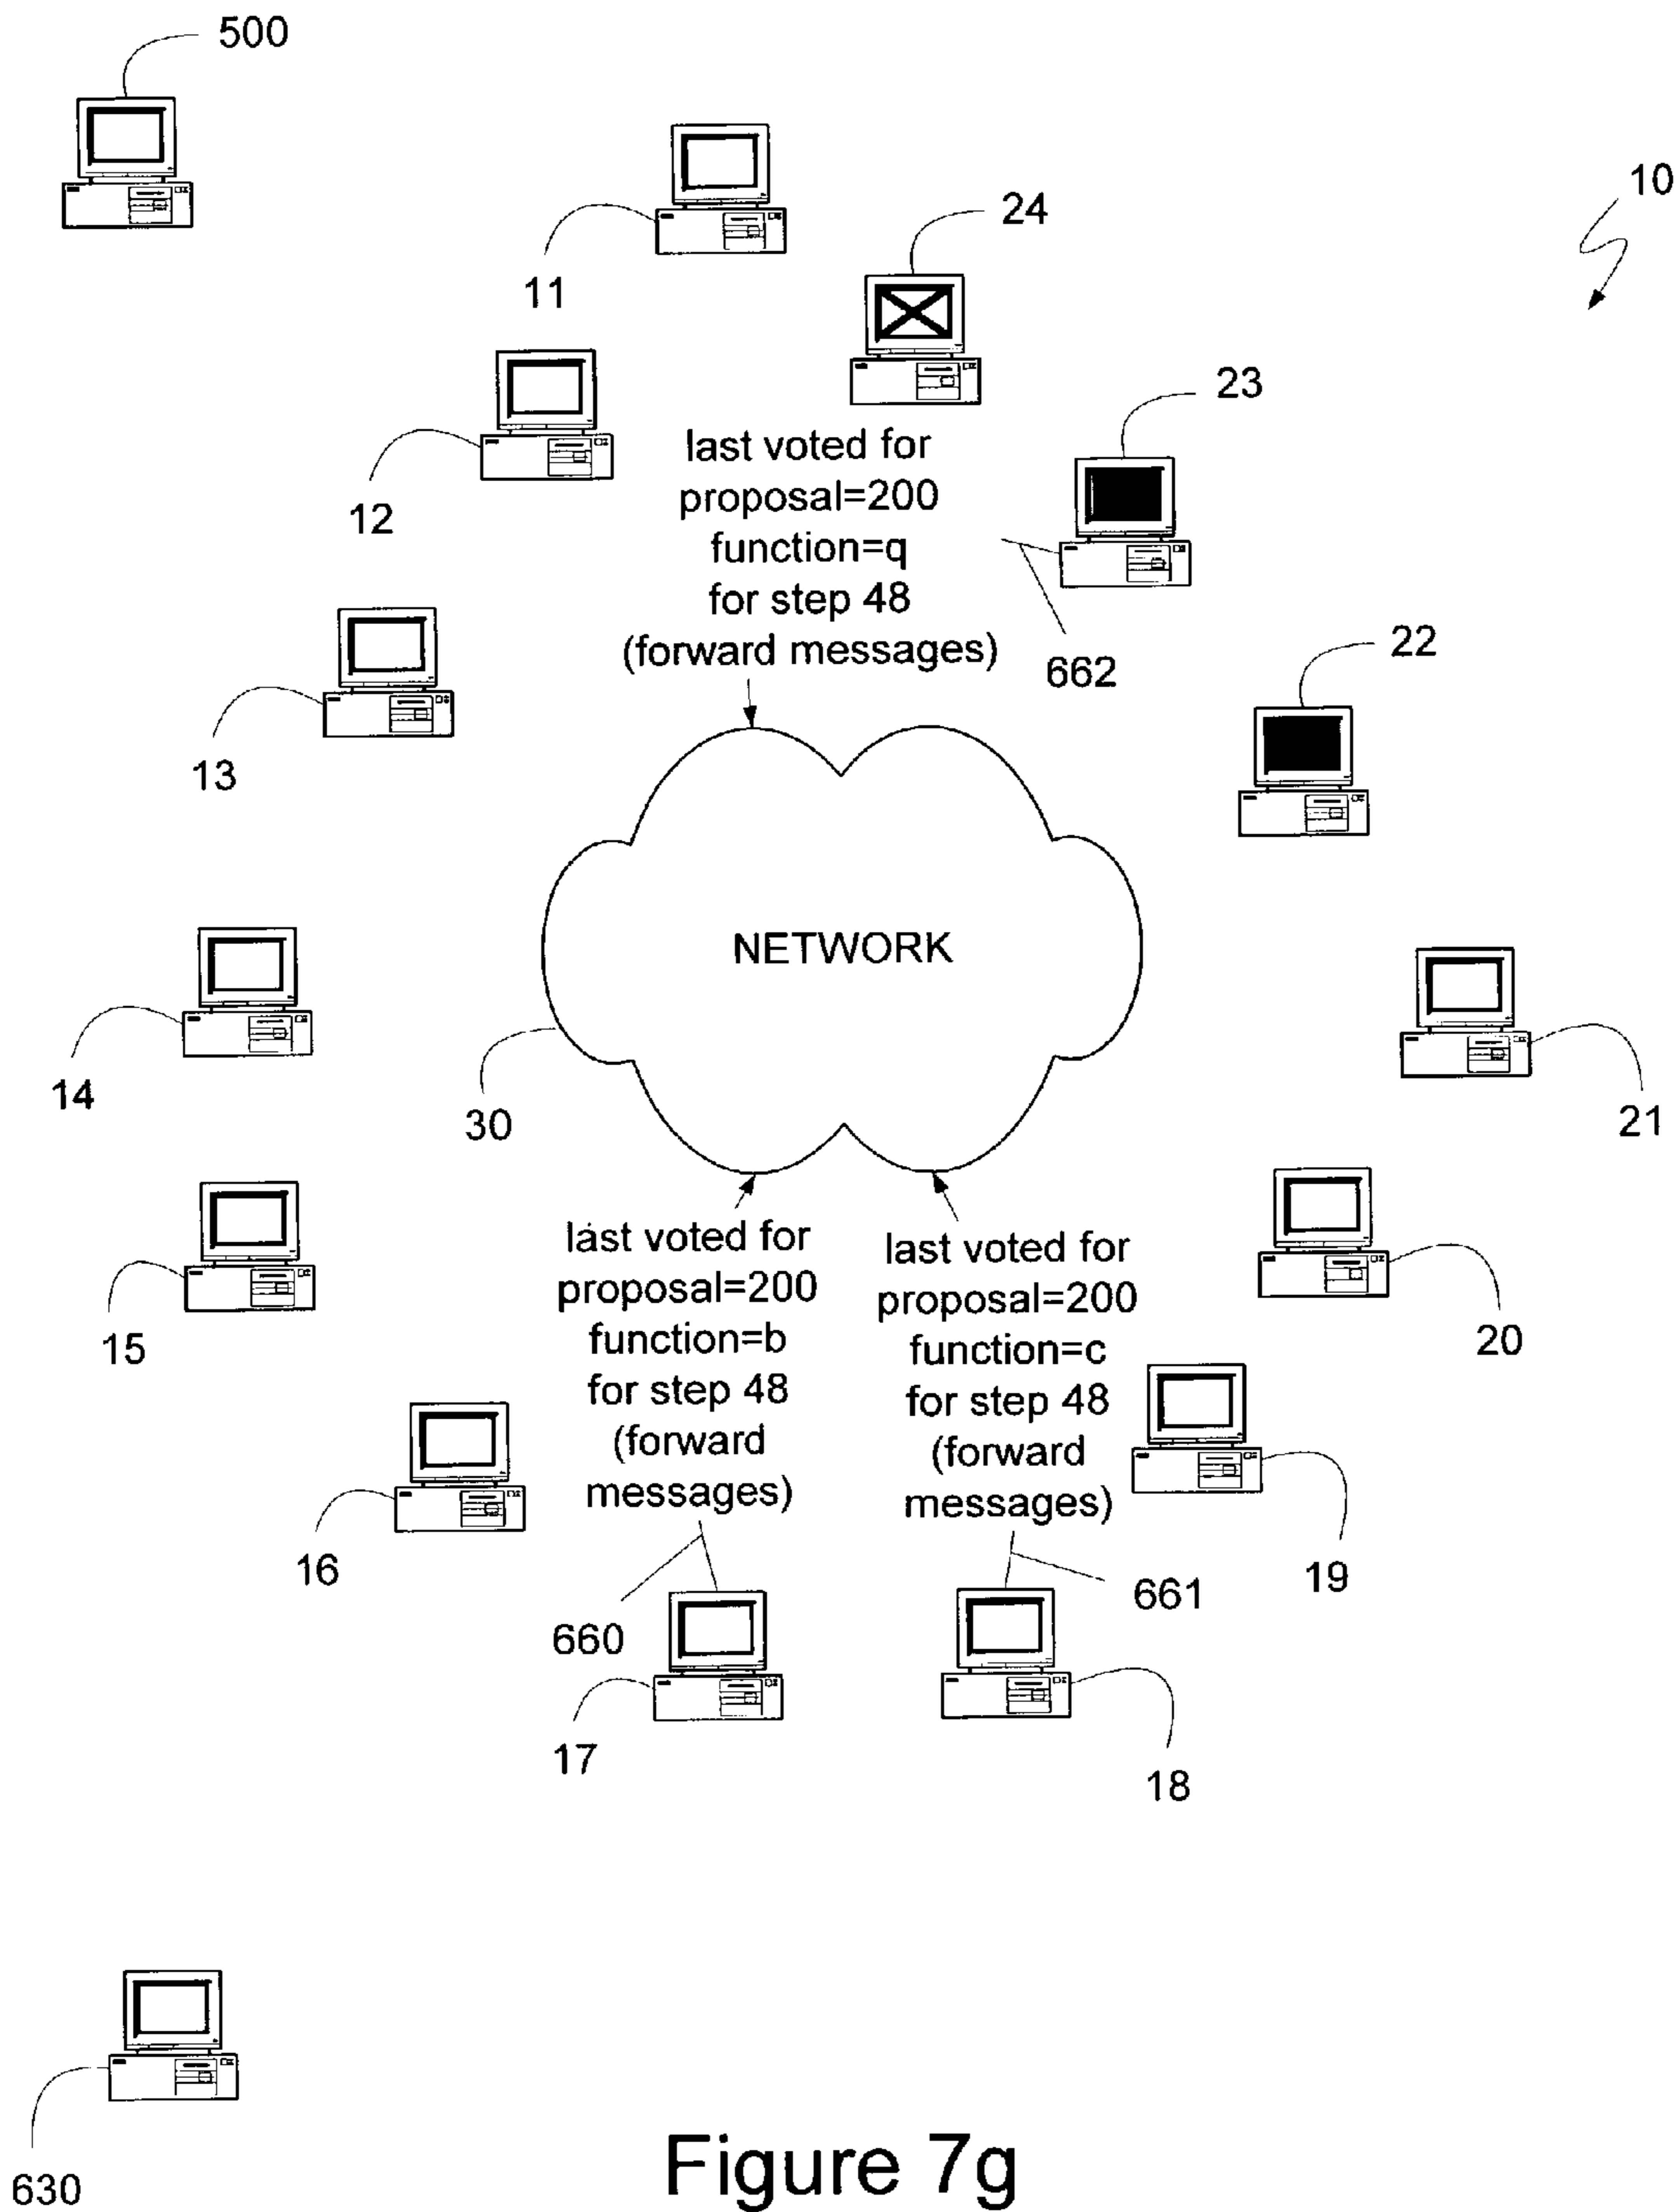 500
10
11
24
12
23
last voted for
proposal=200
function=q
for step 48
(forward messages)
662
22
13
NETWORK
14
30
21
15
last voted for
proposal=200
function=b
for step 48
(forward
messages)
last voted for
proposal=200
function=c
for step 48
(forward
messages)
20
16
19
660
661
17
18
630
Figure 7g